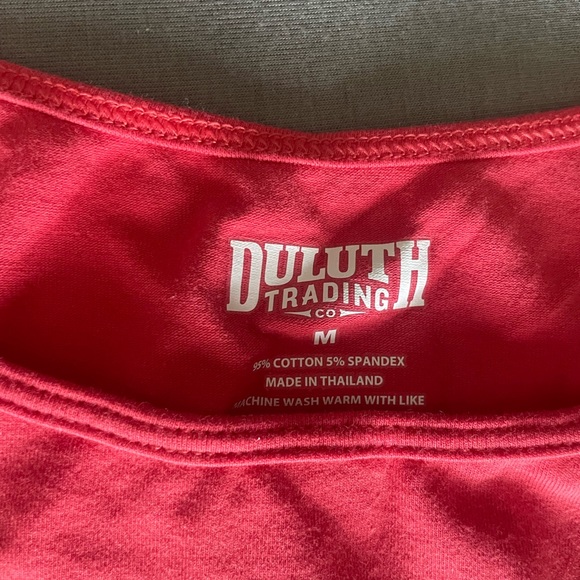 DULUTH
TRADING
CO
M
95% COTTON 5% SPANDEX
MADE IN THAILAND
MACHINE WASH WARM WITH LIKE